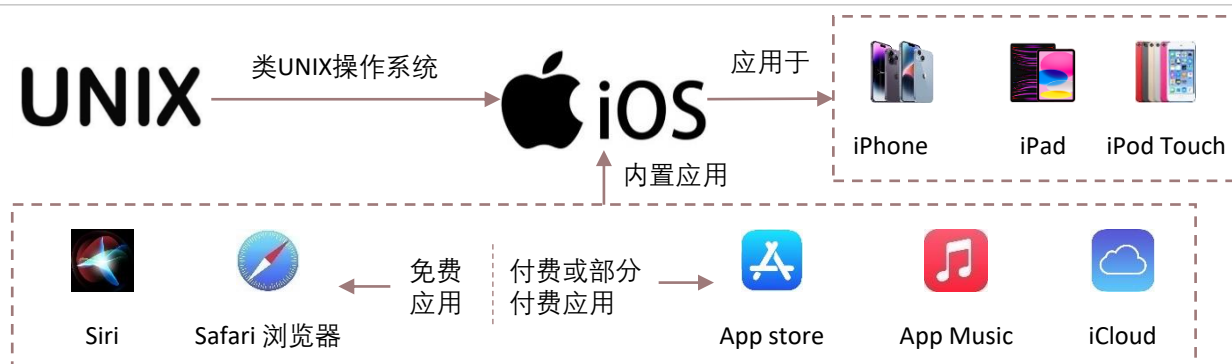 UNIX
类UNIX操作系统
iOS
应用于
iPhone
iPad
iPod Touch
内置应用
免费
应用
付费或部分
付费应用
Siri
Safari 浏览器
App store
App Music
iCloud